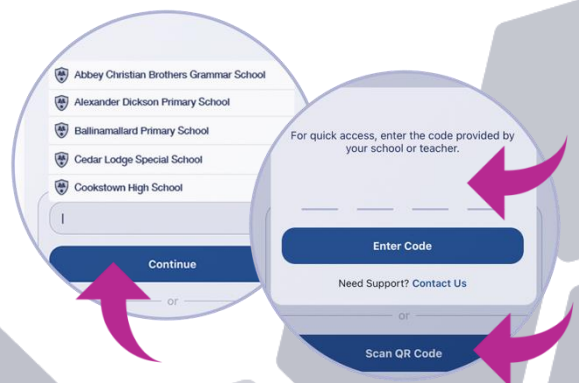 Abbey Christian Brothers Grammar School
Alexander Dickson Primary School
Ballinamallard Primary School
Cedar Lodge Special School
Cookstown High School
Continue
or
For quick access, enter the code provided by
your school or teacher.
Enter Code
Need Support? Contact Us
or
Scan QR Code